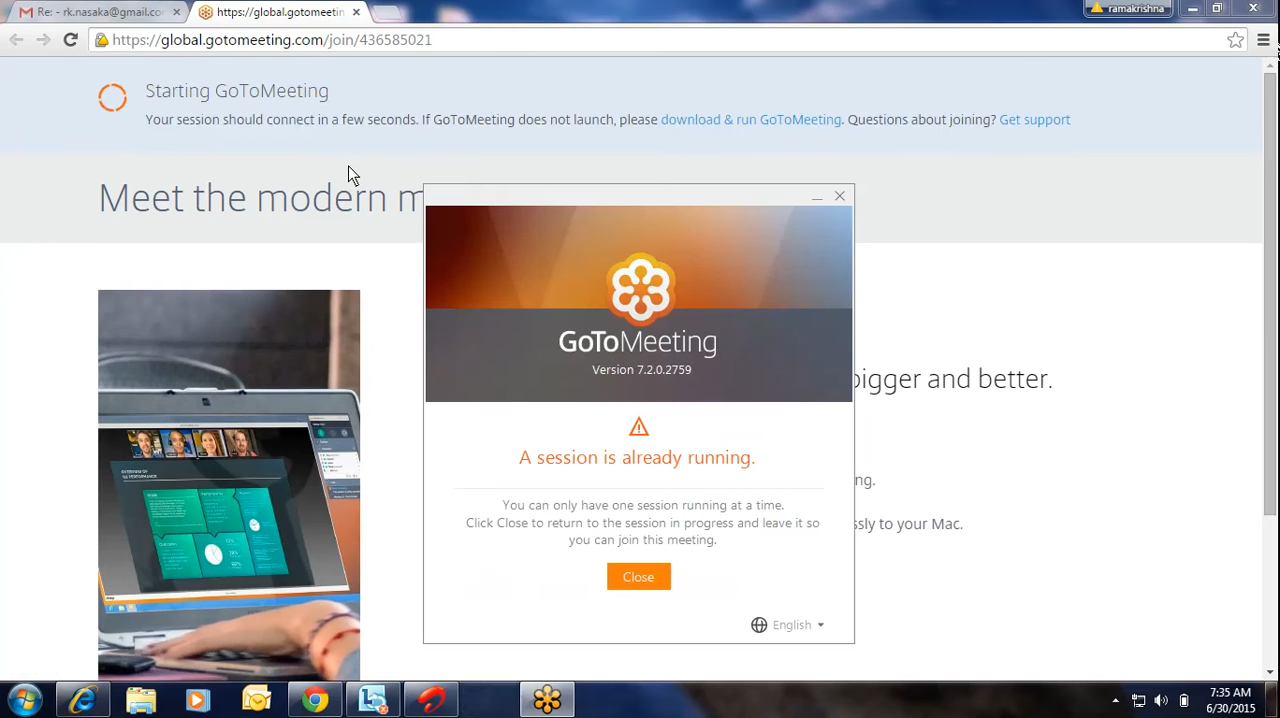 Re: - rk.nasaka@gmail.co
https://global.gotomeetin
ramakrishna
https://global.gotomeeting.com/join/436585021
Starting GoToMeeting
Your session should connect in a few seconds. If GoToMeeting does not launch, please download & run GoToMeeting. Questions about joining? Get support
Meet the modern m
GoToMeeting
Version 7.2.0.2759
bigger and better.
A session is already running.
ng.
You can only have one session running at a time.
Click Close to return to the session in progress and leave it so
you can join this meeting.
ssly to your Mac.
Close
English
7:35 AM
6/30/2015